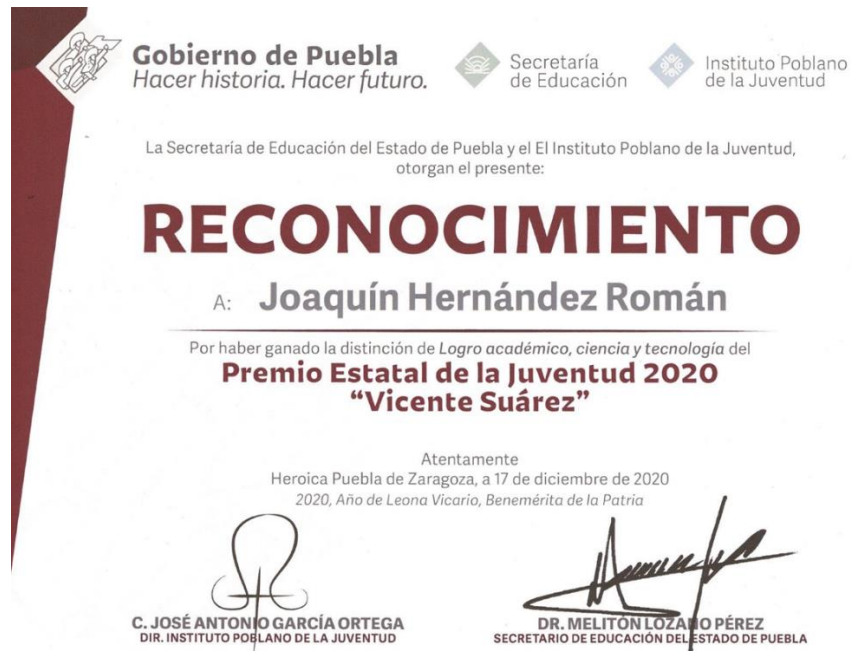 Gobierno de Puebla
Hacer historia. Hacer futuro.
Secretaría
de Educación
Instituto Poblano
de la Juventud
La Secretaría de Educación del Estado de Puebla y el El Instituto Poblano de la Juventud,
otorgan el presente:
RECONOCIMIENTO
A: Joaquín Hernández Román
Por haber ganado la distinción de Logro académico, ciencia y tecnología del
Premio Estatal de la Juventud 2020
“Vicente Suárez”
Atentamente
Heroica Puebla de Zaragoza, a 17 de diciembre de 2020
2020, Año de Leona Vicario, Benemérita de la Patria
C. JOSÉ ANTONIO GARCÍA ORTEGA
DIR. INSTITUTO POBLANO DE LA JUVENTUD
DR. MELITÓN LOZANO PÉREZ
SECRETARIO DE EDUCACIÓN DEL ESTADO DE PUEBLA